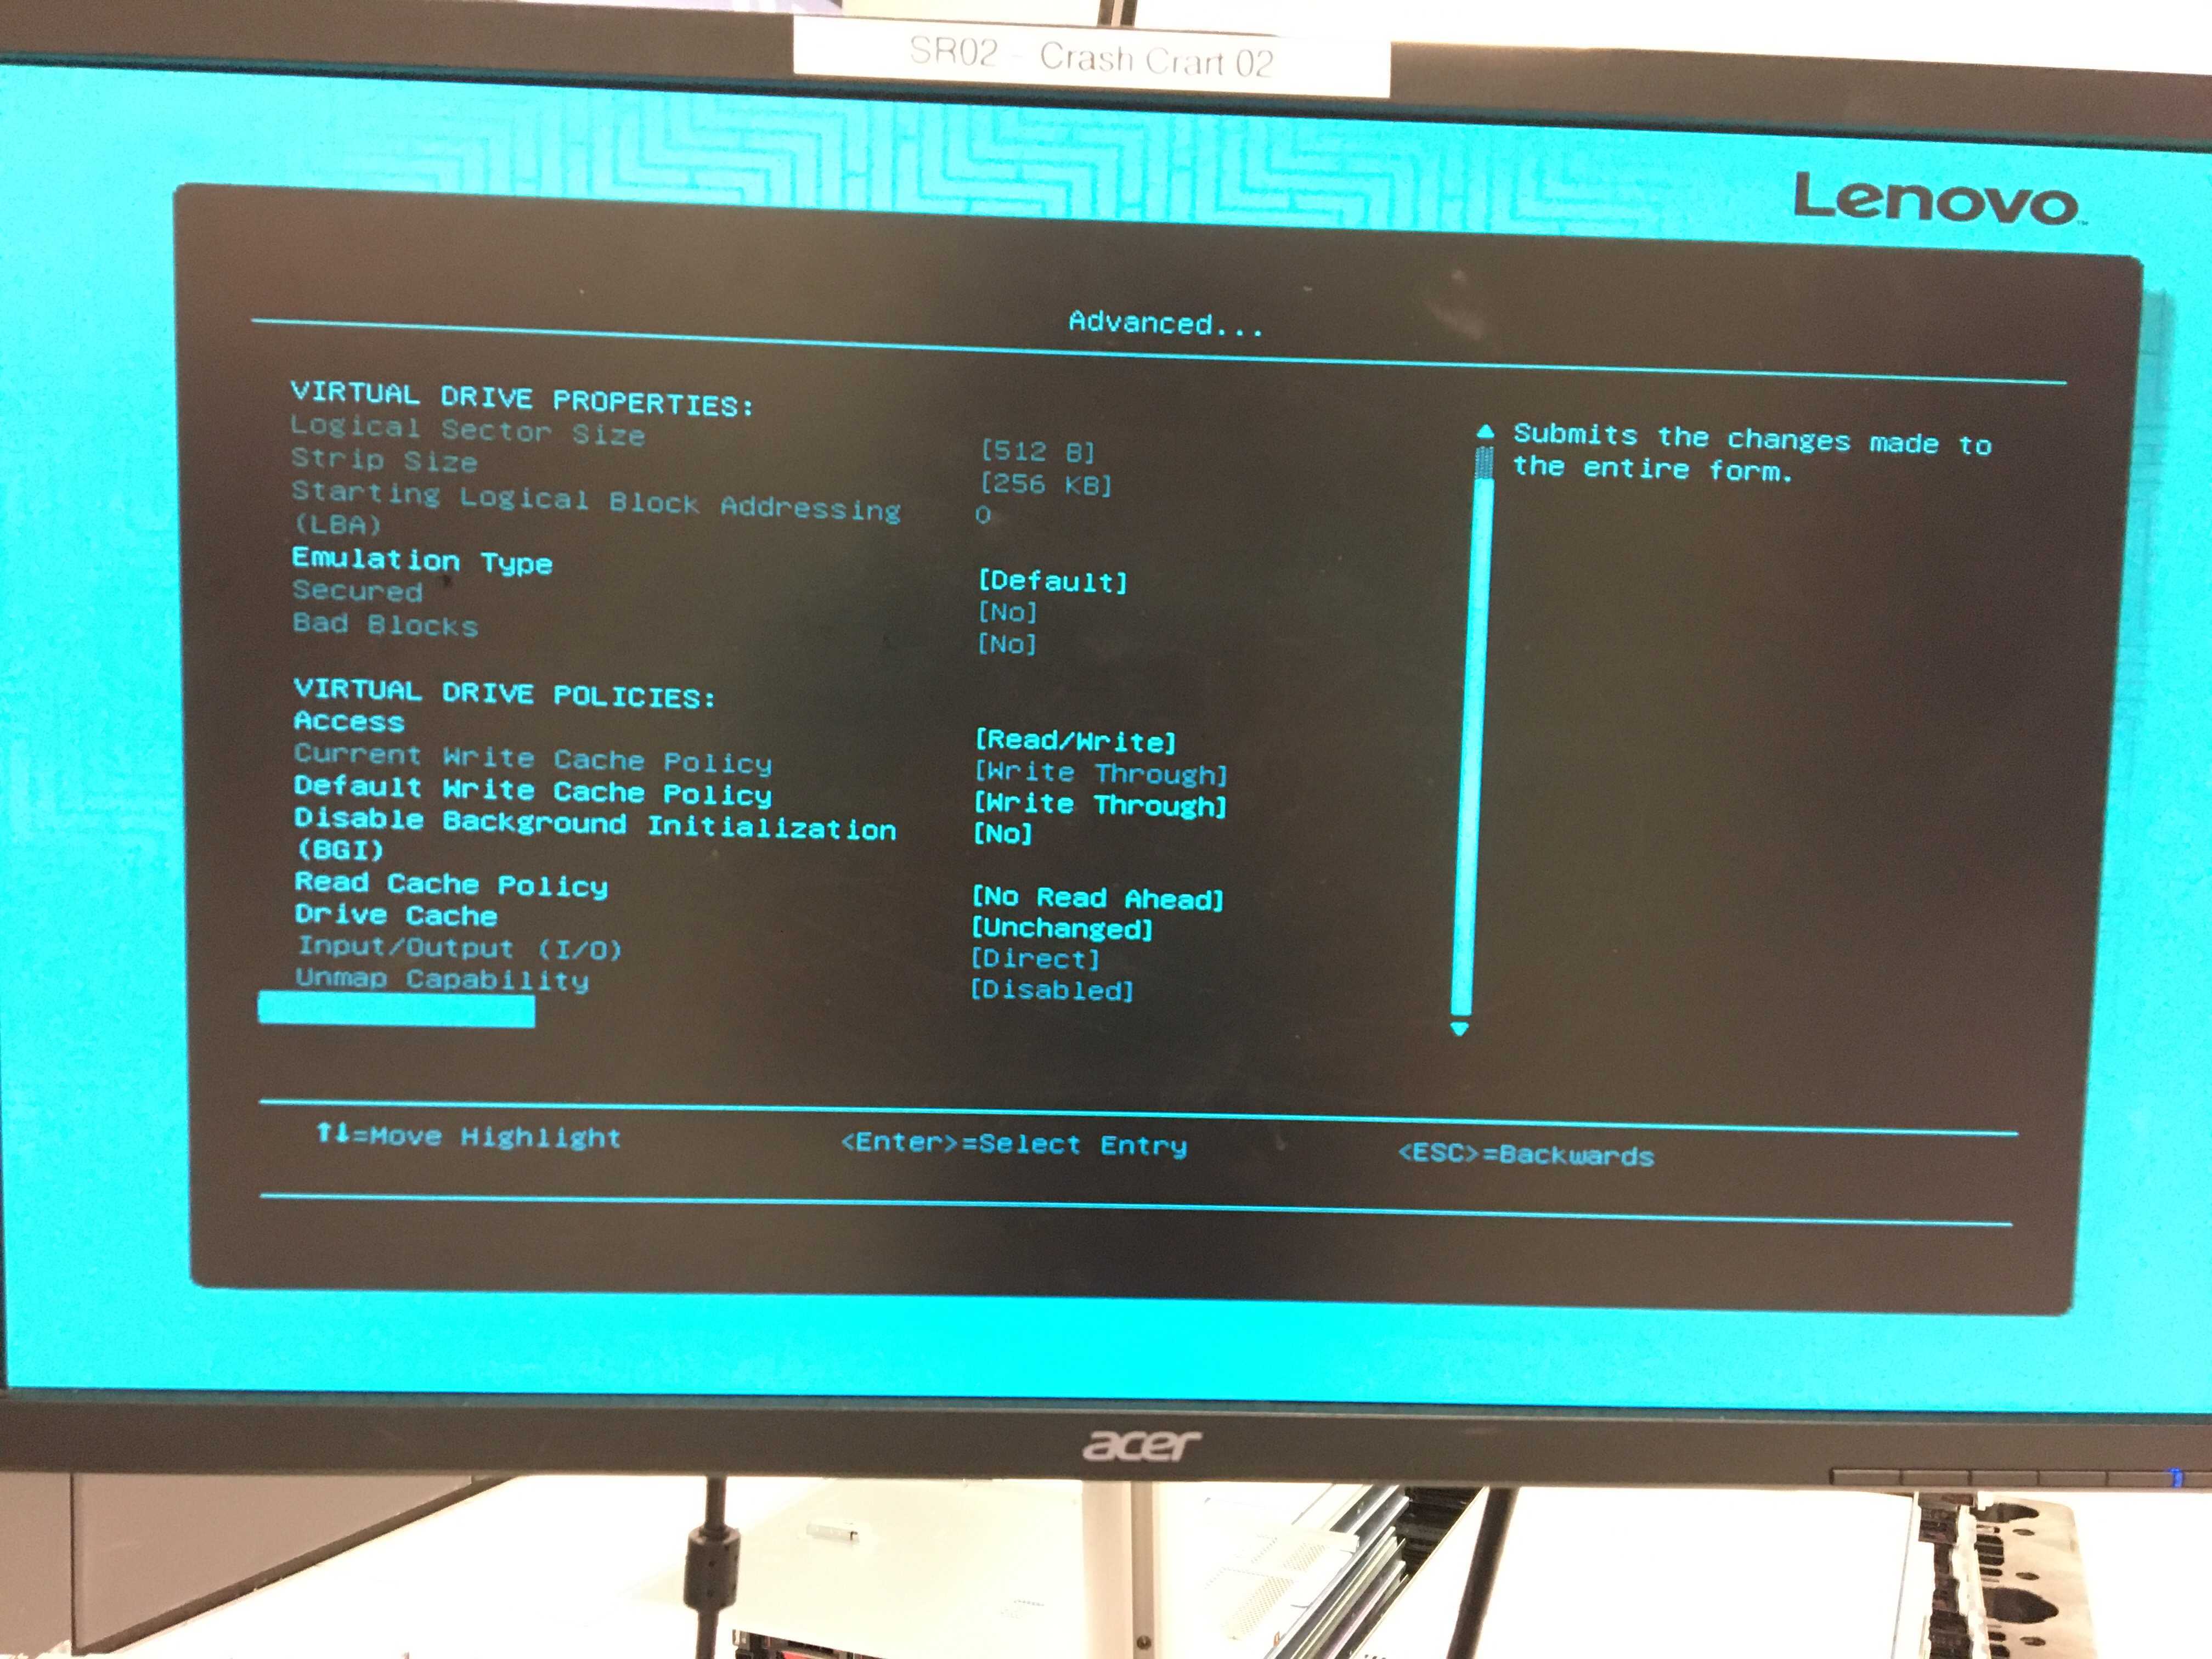 SR02 - Crash Crart 02
Lenovo
Advanced...
VIRTUAL DRIVE PROPERTIES:
Logical Sector Size [512 B]
Strip Size [256 KB]
Starting Logical Block Addressing 0
(LBA)
Emulation Type [Default]
Secured [No]
Bad Blocks [No]
VIRTUAL DRIVE POLICIES:
Access [Read/Write]
Current Write Cache Policy [Write Through]
Default Write Cache Policy [Write Through]
Disable Background Initialization [No]
(BGI)
Read Cache Policy [No Read Ahead]
Drive Cache [Unchanged]
Input/Output (I/O) [Direct]
Unmap Capability [Disabled]
Submits the changes made to
the entire form.
↑↓=Move Highlight <Enter>=Select Entry <ESC>=Backwards
acer